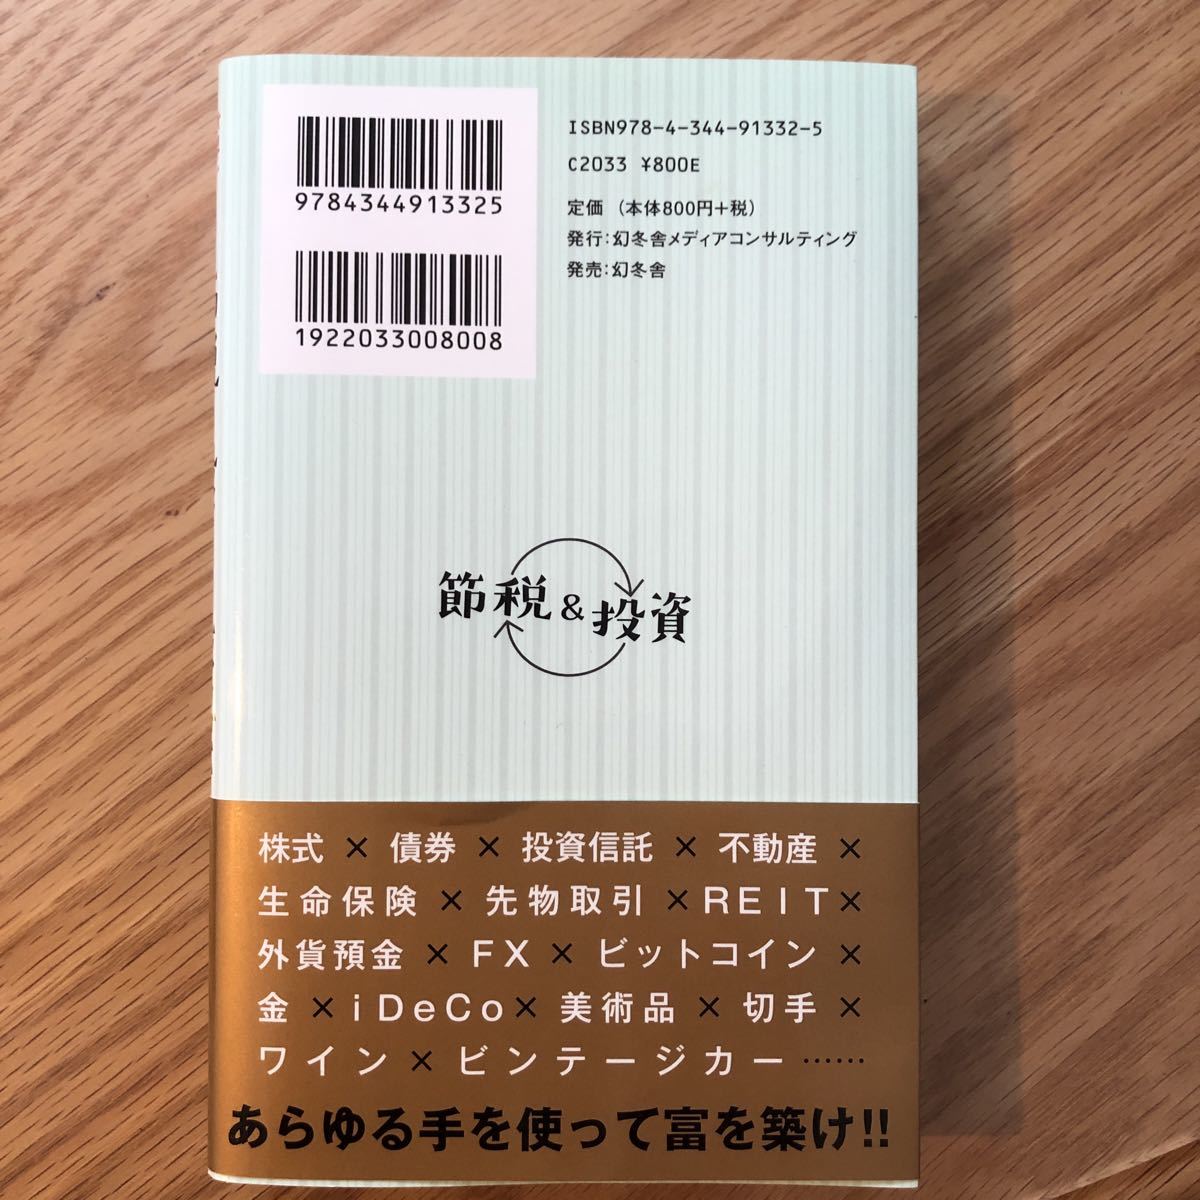 9784344913325
1922033008008
ISBN978-4-344-91332-5
C2033 ¥800E
定価 (本体800円+税)
発行:幻冬舎メディアコンサルティング
発売:幻冬舎
節税&投資
株式 × 債券 × 投資信託 × 不動産 ×
生命保険 × 先物取引 × REIT×
外貨預金 × FX × ビットコイン ×
金 × iDeCo× 美術品 × 切手 ×
ワイン × ビンテージカー ……
あらゆる手を使って富を築け!!